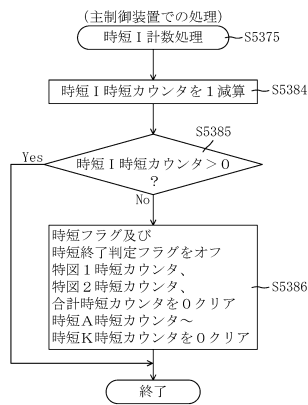 (主制御装置での処理)
時短Ⅰ計数処理
S5375
時短Ⅰ時短カウンタを1減算
S5384
S5385
時短Ⅰ時短カウンタ>0
?
Yes
No
時短フラグ及び
時短終了判定フラグをオフ
特図1時短カウンタ、
特図2時短カウンタ、
合計時短カウンタを0クリア
時短A時短カウンタ～
時短K時短カウンタを0クリア
S5386
終了